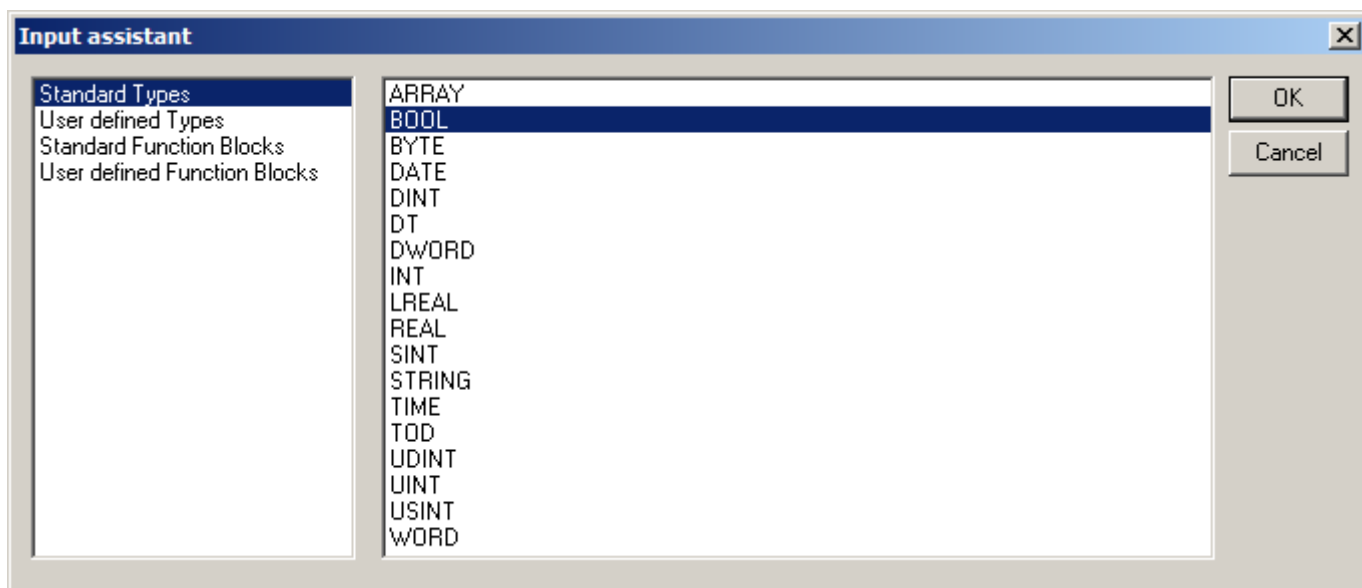 Input assistant
Standard Types
User defined Types
Standard Function Blocks
User defined Function Blocks
ARRAY
BOOL
BYTE
DATE
DINT
DT
DWORD
INT
LREAL
REAL
SINT
STRING
TIME
TOD
UDINT
UINT
USINT
WORD
OK
Cancel